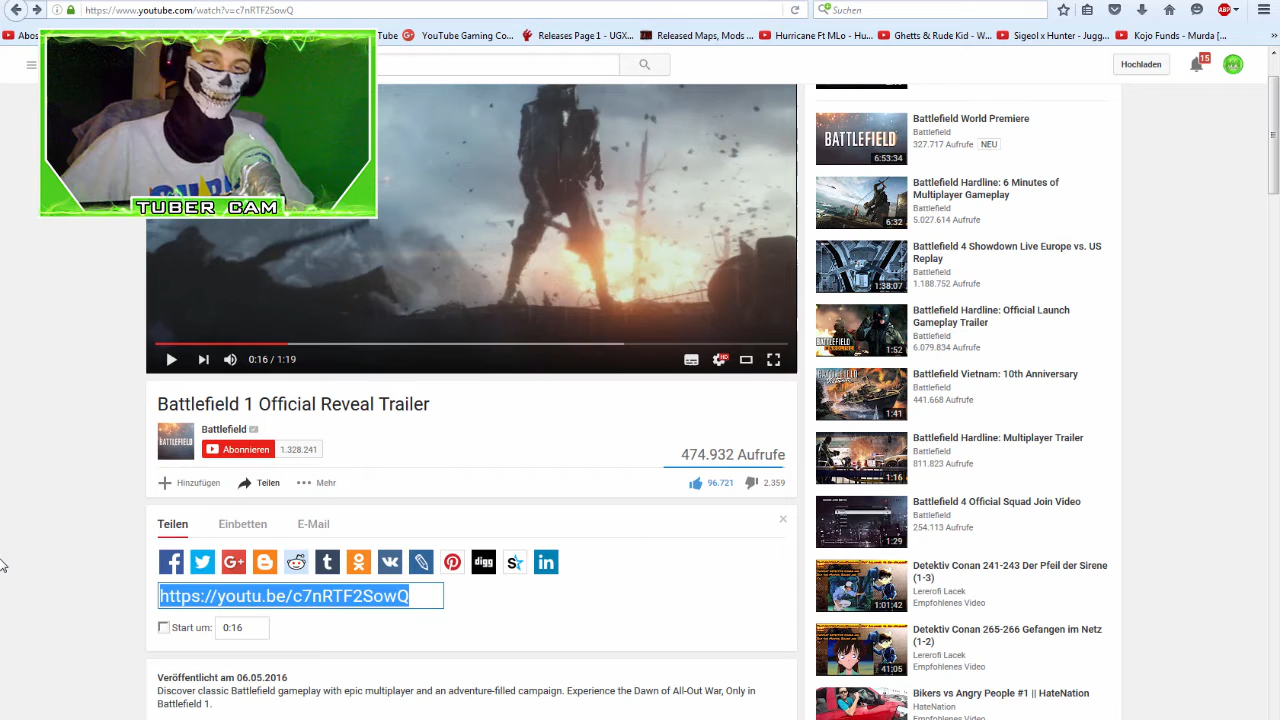 https://www.youtube.com/watch?v=c7nRTF2SowQ
Suchen
ABP
Abos
Tube
YouTube Gaming Co...
Black Ops 1 Releases - UGX...
Released Maps, Mods ...
Hurricane Ft MLo - Hu...
Ghetts & Rude Kid - W...
Sigeol x Hunter - Jugg...
Kojo Funds - Murda [...
Hochladen
15
TUBER CAM
0:16 / 1:19
HD
Battlefield 1 Official Reveal Trailer
BATTLEFIELD
Battlefield
Abonnieren
1.328.241
474.932 Aufrufe
Hinzufügen
Teilen
Mehr
96.721
2.359
Teilen
Einbetten
E-Mail
digg
https://youtu.be/c7nRTF2SowQ
Start um:
0:16
Veröffentlicht am 06.05.2016
Discover classic Battlefield gameplay with epic multiplayer and an adventure-filled campaign. Experience the Dawn of All-Out War, Only in
Battlefield 1.
BATTLEFIELD
6:53:34
Battlefield World Premiere
Battlefield
327.717 Aufrufe
NEU
6:32
Battlefield Hardline: 6 Minutes of
Multiplayer Gameplay
Battlefield
5.027.614 Aufrufe
1:38:07
Battlefield 4 Showdown Live Europe vs. US
Replay
Battlefield
1.188.752 Aufrufe
1:52
Battlefield Hardline: Official Launch
Gameplay Trailer
Battlefield
6.079.834 Aufrufe
BATTLEFIELD
1:41
Battlefield Vietnam: 10th Anniversary
Battlefield
441.668 Aufrufe
1:16
Battlefield Hardline: Multiplayer Trailer
Battlefield
811.823 Aufrufe
1:29
Battlefield 4 Official Squad Join Video
Battlefield
254.113 Aufrufe
1:01:42
Detektiv Conan 241-243 Der Pfeil der Sirene
(1-3)
Lererofi Lacek
Empfohlenes Video
41:05
Detektiv Conan 265-266 Gefangen im Netz
(1-2)
Lererofi Lacek
Empfohlenes Video
Bikers vs Angry People #1 || HateNation
HateNation
Empfohlenes Video